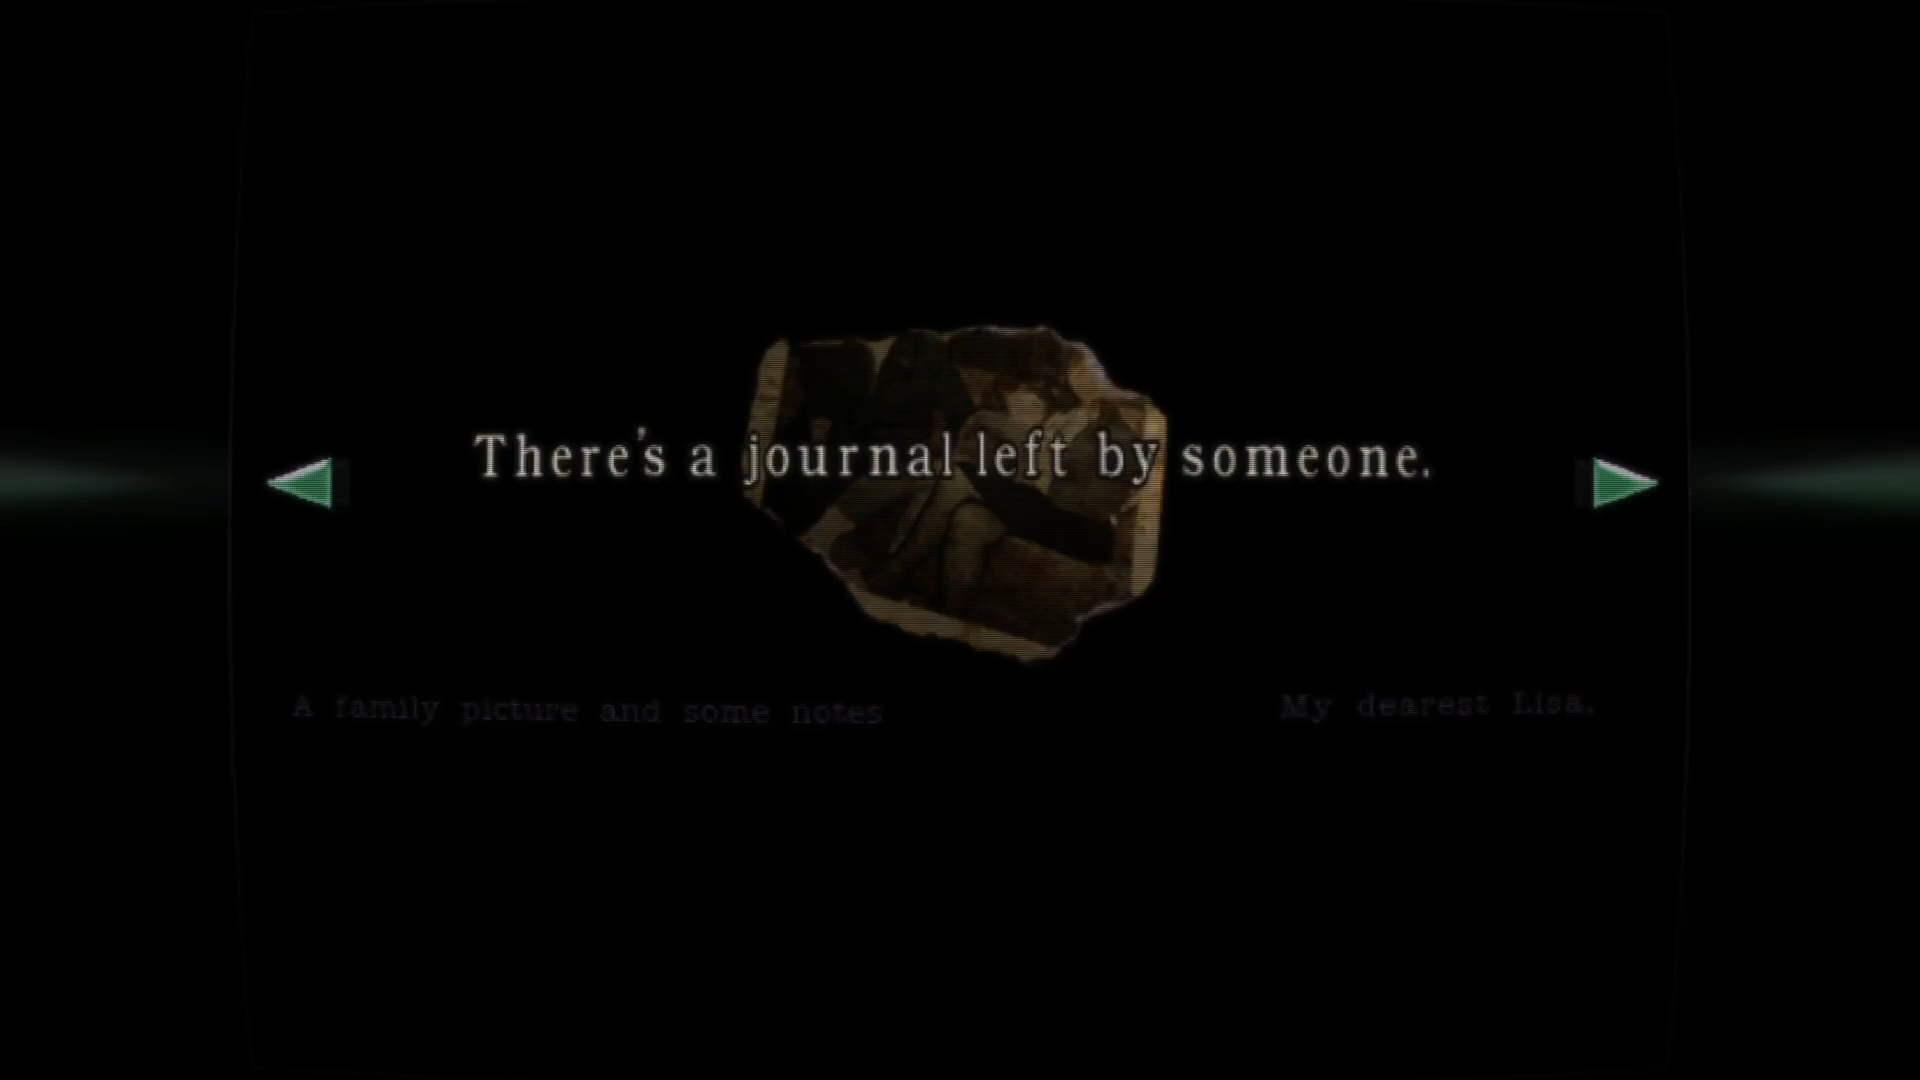 There's a journal left by someone.
A family picture and some notes
My dearest Lisa.